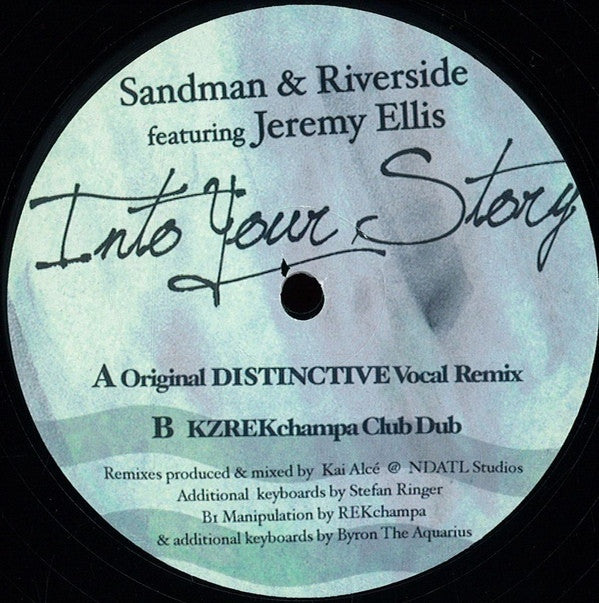 Sandman & Riverside
featuring Jeremy Ellis
Into Your Story
A Original DISTINCTIVE Vocal Remix
B KZREKchampa Club Dub
Remixes produced & mixed by Kai Alcé @ NDATL Studios
Additional keyboards by Stefan Ringer
B1 Manipulation by REKchampa
& additional keyboards by Byron The Aquarius